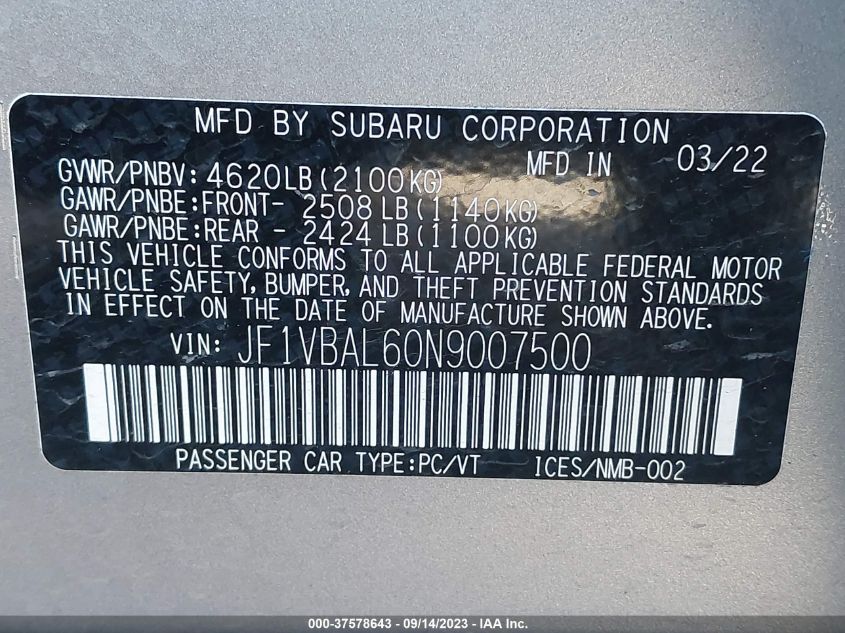 MFD BY SUBARU CORPORATION
GVWR/PNBV: 4620LB(2100KG) MFD IN 03/22
GAWR/PNBE:FRONT- 2508 LB(1140KG)
GAWR/PNBE:REAR - 2424 LB(1100KG)
THIS VEHICLE CONFORMS TO ALL APPLICABLE FEDERAL MOTOR
VEHICLE SAFETY, BUMPER, AND THEFT PREVENTION STANDARDS
IN EFFECT ON THE DATE OF MANUFACTURE SHOWN ABOVE.
VIN: JF1VBAL60N9007500
PASSENGER CAR TYPE:PC/VT ICES/NMB-002
000-37578643 - 09/14/2023 - IAA Inc.